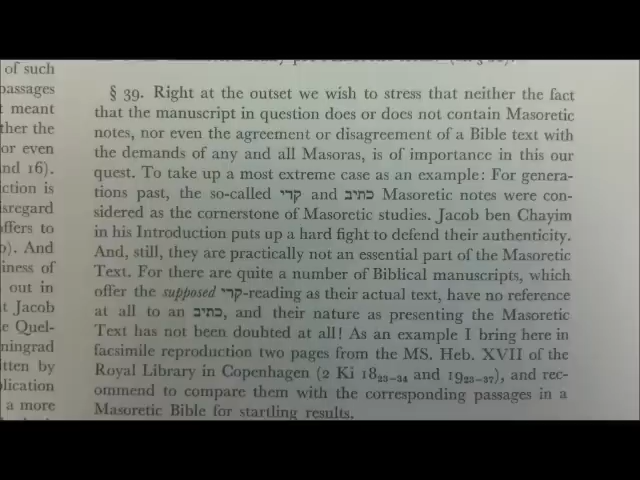 of such
passages
meant
ther the
or even
nd 16).
ction is
isregard
offers to
). And
iness of
out in
t Jacob
e Quel-
ningrad
itten by
plication
a more
§ 39. Right at the outset we wish to stress that neither the fact
that the manuscript in question does or does not contain Masoretic
notes, nor even the agreement or disagreement of a Bible text with
the demands of any and all Masoras, is of importance in this our
quest. To take up a most extreme case as an example: For genera-
tions past, the so-called קרי and כתיב Masoretic notes were con-
sidered as the cornerstone of Masoretic studies. Jacob ben Chayim
in his Introduction puts up a hard fight to defend their authenticity.
And, still, they are practically not an essential part of the Masoretic
Text. For there are quite a number of Biblical manuscripts, which
offer the supposed קרי-reading as their actual text, have no reference
at all to an כתיב, and their nature as presenting the Masoretic
Text has not been doubted at all! As an example I bring here in
facsimile reproduction two pages from the MS. Heb. XVII of the
Royal Library in Copenhagen (2 Ki 18₂₃₋₃₄ and 19₂₃₋₃₇), and rec-
ommend to compare them with the corresponding passages in a
Masoretic Bible for startling results.